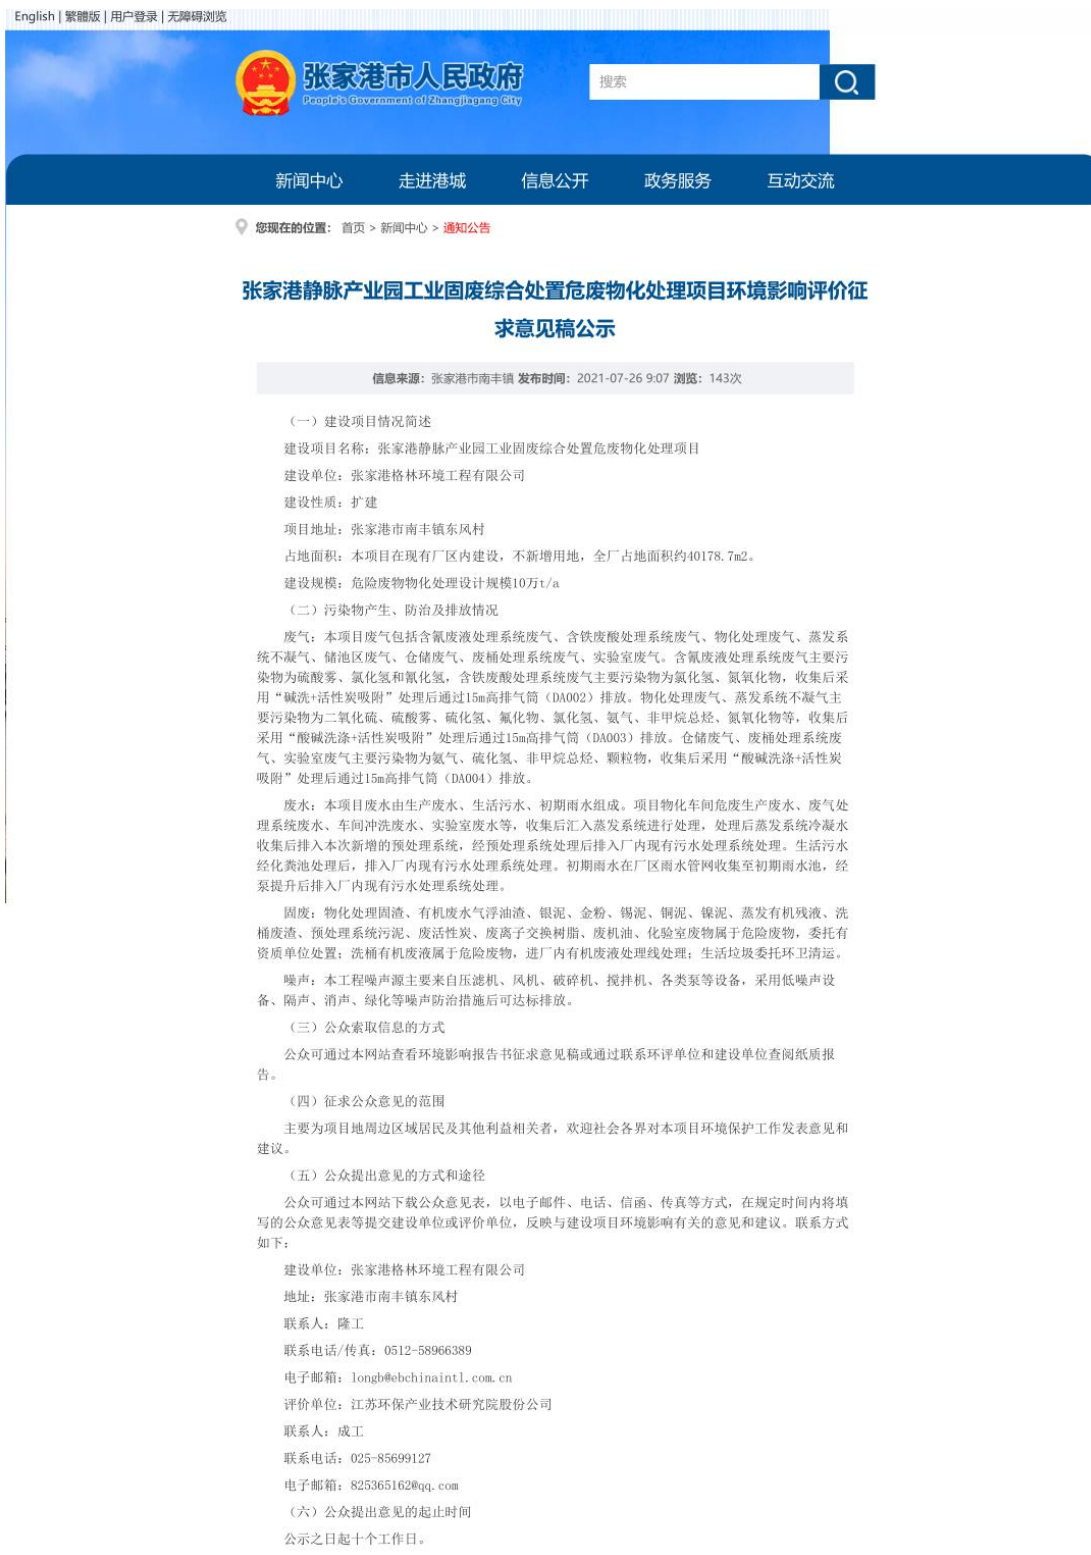 English | 繁體版 | 用户登录 | 无障碍浏览
张家港市人民政府
People's Government of Zhangjiagang City
搜索
新闻中心 走进港城 信息公开 政务服务 互动交流
您现在的位置： 首页 > 新闻中心 > 通知公告
张家港静脉产业园工业固废综合处置危废物化处理项目环境影响评价征
求意见稿公示
信息来源：张家港市南丰镇 发布时间：2021-07-26 9:07 浏览：143次
（一）建设项目情况简述
建设项目名称：张家港静脉产业园工业固废综合处置危废物化处理项目
建设单位：张家港格林环境工程有限公司
建设性质：扩建
项目地址：张家港市南丰镇东风村
占地面积：本项目在现有厂区内建设，不新增用地，全厂占地面积约40178.7m2。
建设规模：危险废物物化处理设计规模10万t/a
（二）污染物产生、防治及排放情况
废气：本项目废气包括含氰废液处理系统废气、含铁废酸处理系统废气、物化处理废气、蒸发系
统不凝气、储池区废气、仓储废气、废桶处理系统废气、实验室废气。含氰废液处理系统废气主要污
染物为硫酸雾、氯化氢和氰化氢，含铁废酸处理系统废气主要污染物为氯化氢、氮氧化物，收集后采
用“碱洗+活性炭吸附”处理后通过15m高排气筒（DA002）排放。物化处理废气、蒸发系统不凝气主
要污染物为二氧化硫、硫酸雾、硫化氢、氟化物、氯化氢、氨气、非甲烷总烃、氮氧化物等，收集后
采用“酸碱洗涤+活性炭吸附”处理后通过15m高排气筒（DA003）排放。仓储废气、废桶处理系统废
气、实验室废气主要污染物为氨气、硫化氢、非甲烷总烃、颗粒物，收集后采用“酸碱洗涤+活性炭
吸附”处理后通过15m高排气筒（DA004）排放。
废水：本项目废水由生产废水、生活污水、初期雨水组成。项目物化车间危废生产废水、废气处
理系统废水、车间冲洗废水、实验室废水等，收集后汇入蒸发系统进行处理，处理后蒸发系统冷凝水
收集后排入本次新增的预处理系统，经预处理系统处理后排入厂内现有污水处理系统处理。生活污水
经化粪池处理后，排入厂内现有污水处理系统处理。初期雨水在厂区雨水管网收集至初期雨水池，经
泵提升后排入厂内现有污水处理系统处理。
固废：物化处理固渣、有机废水气浮油渣、银泥、金粉、锡泥、铜泥、镍泥、蒸发有机残液、洗
桶废渣、预处理系统污泥、废活性炭、废离子交换树脂、废机油、化验室废物属于危险废物，委托有
资质单位处置；洗桶有机废液属于危险废物，进厂内有机废液处理线处理；生活垃圾委托环卫清运。
噪声：本工程噪声源主要来自压滤机、风机、破碎机、搅拌机、各类泵等设备，采用低噪声设
备、隔声、消声、绿化等噪声防治措施后可达标排放。
（三）公众索取信息的方式
公众可通过本网站查看环境影响报告书征求意见稿或通过联系环评单位和建设单位查阅纸质报
告。
（四）征求公众意见的范围
主要为项目地周边区域居民及其他利益相关者，欢迎社会各界对本项目环境保护工作发表意见和
建议。
（五）公众提出意见的方式和途径
公众可通过本网站下载公众意见表，以电子邮件、电话、信函、传真等方式，在规定时间内将填
写的公众意见表等提交建设单位或评价单位，反映与建设项目环境影响有关的意见和建议。联系方式
如下：
建设单位：张家港格林环境工程有限公司
地址：张家港市南丰镇东风村
联系人：隆工
联系电话/传真：0512-58966389
电子邮箱：longb@ebchinaintl.com.cn
评价单位：江苏环保产业技术研究院股份公司
联系人：成工
联系电话：025-85699127
电子邮箱：825365162@qq.com
（六）公众提出意见的起止时间
公示之日起十个工作日。